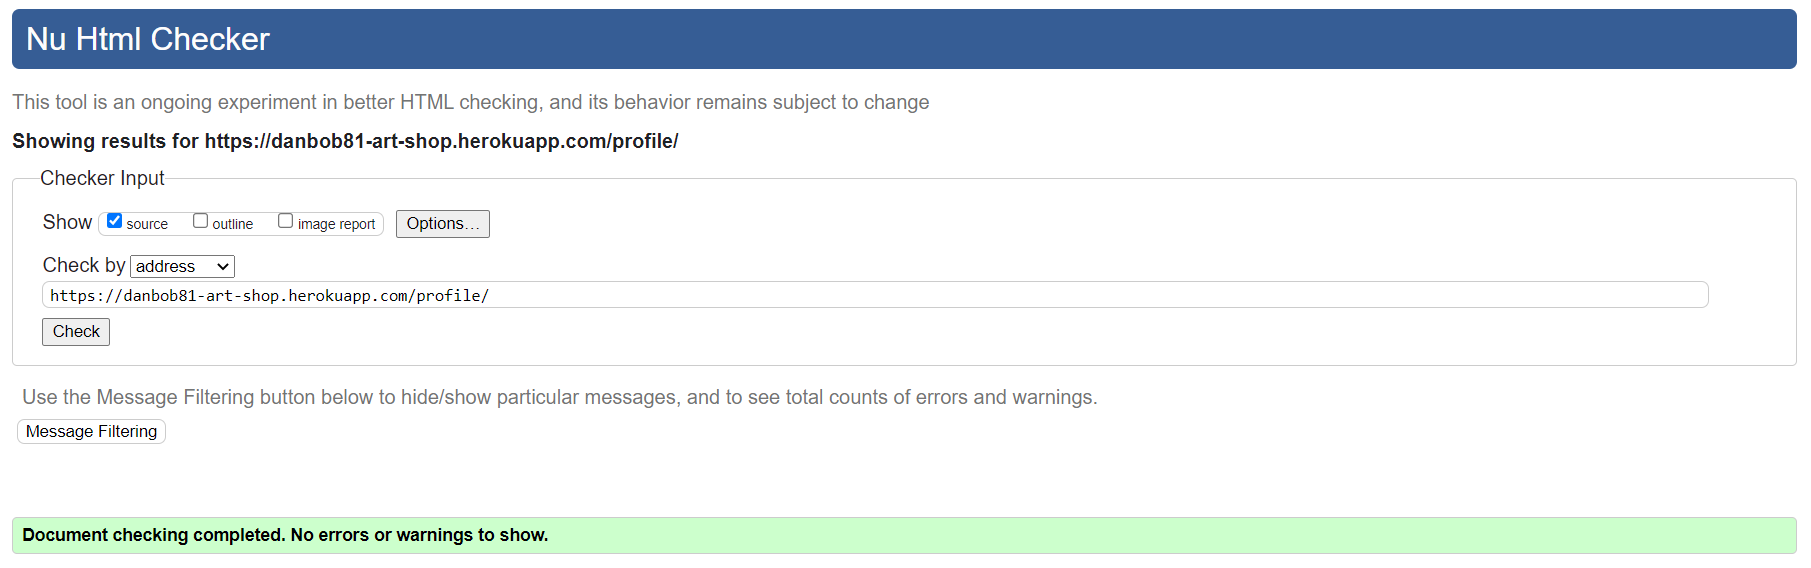 Nu Html Checker
This tool is an ongoing experiment in better HTML checking, and its behavior remains subject to change
Showing results for https://danbob81-art-shop.herokuapp.com/profile/
Checker Input
Show source outline image report Options...
Check by address
https://danbob81-art-shop.herokuapp.com/profile/
Check
Use the Message Filtering button below to hide/show particular messages, and to see total counts of errors and warnings.
Message Filtering
Document checking completed. No errors or warnings to show.